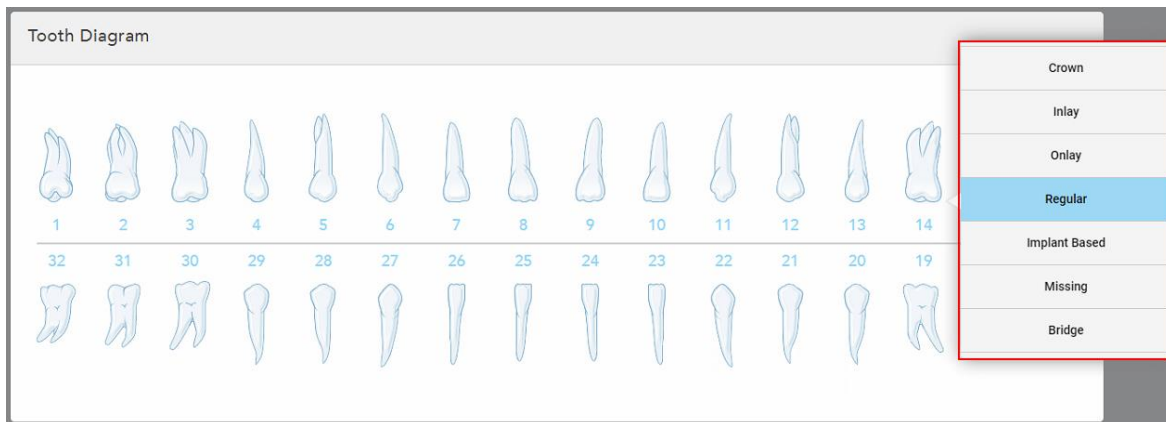 Tooth Diagram
Crown
Inlay
Onlay
Regular
Implant Based
Missing
Bridge
1 2 3 4 5 6 7 8 9 10 11 12 13 14
32 31 30 29 28 27 26 25 24 23 22 21 20 19